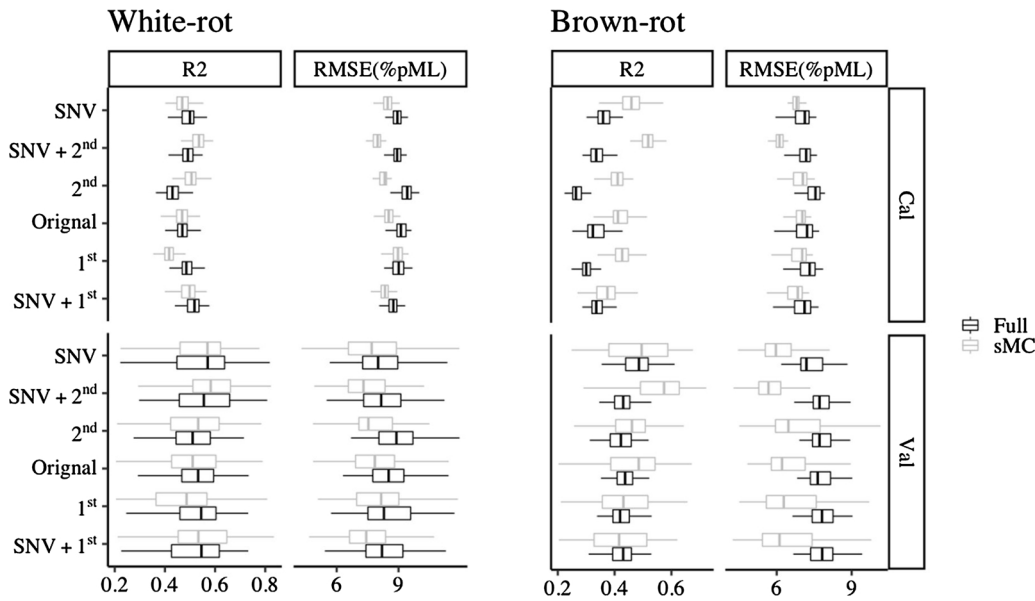 White-rot Brown-rot
R2 RMSE(%pML) R2 RMSE(%pML)
SNV
SNV + 2nd
2nd
Orignal
1st
SNV + 1st
Cal
SNV
SNV + 2nd
2nd
Orignal
1st
SNV + 1st
Val
Full
sMC
0.2 0.4 0.6 0.8 6 9 0.2 0.4 0.6 6 9